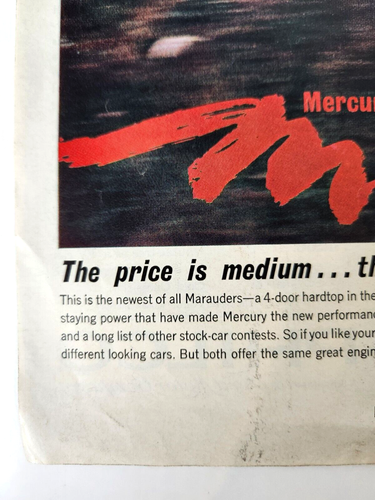 Mercu
The price is medium...th
This is the newest of all Marauders—a 4-door hardtop in the
staying power that have made Mercury the new performanc
and a long list of other stock-car contests. So if you like your
different looking cars. But both offer the same great engin